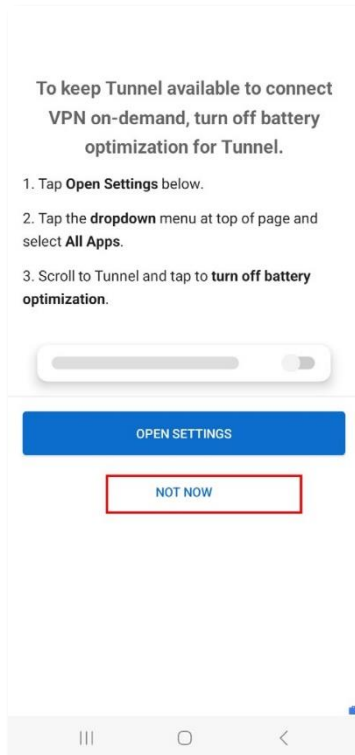 To keep Tunnel available to connect
VPN on-demand, turn off battery
optimization for Tunnel.
1. Tap Open Settings below.
2. Tap the dropdown menu at top of page and
select All Apps.
3. Scroll to Tunnel and tap to turn off battery
optimization.
OPEN SETTINGS
NOT NOW